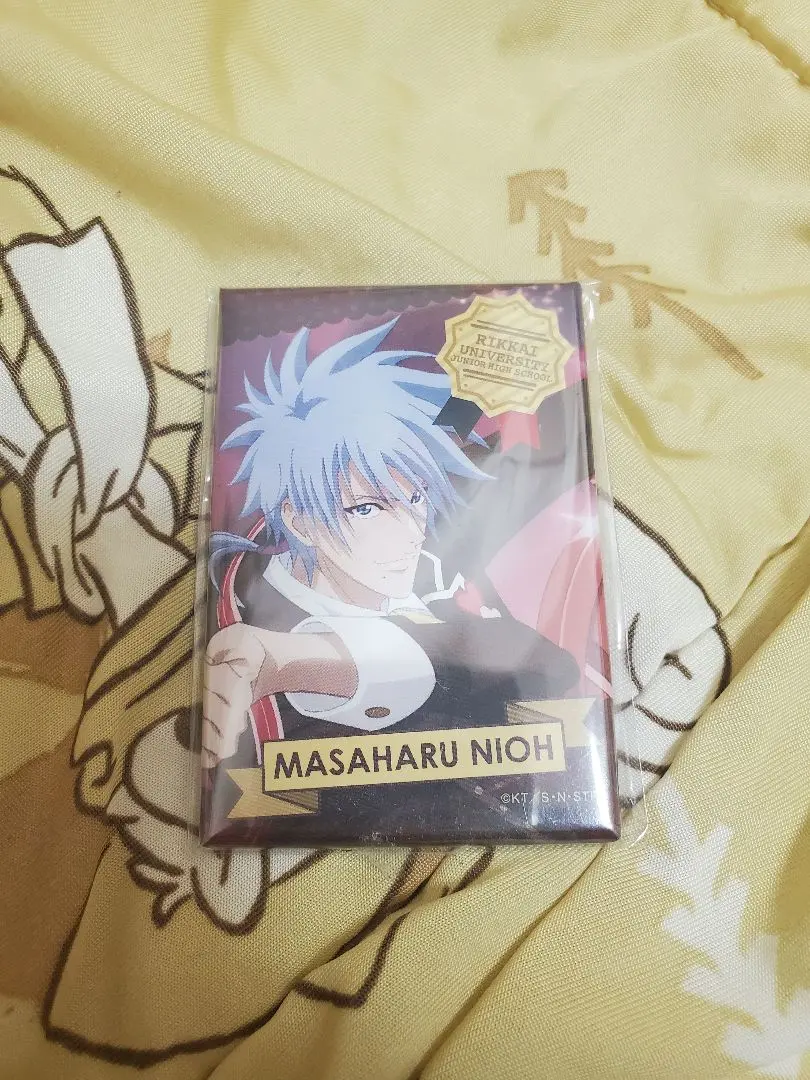 RIKKAI
UNIVERSITY
JUNIOR HIGH SCHOOL
MASAHARU NIOH
©KT/S・N・ST